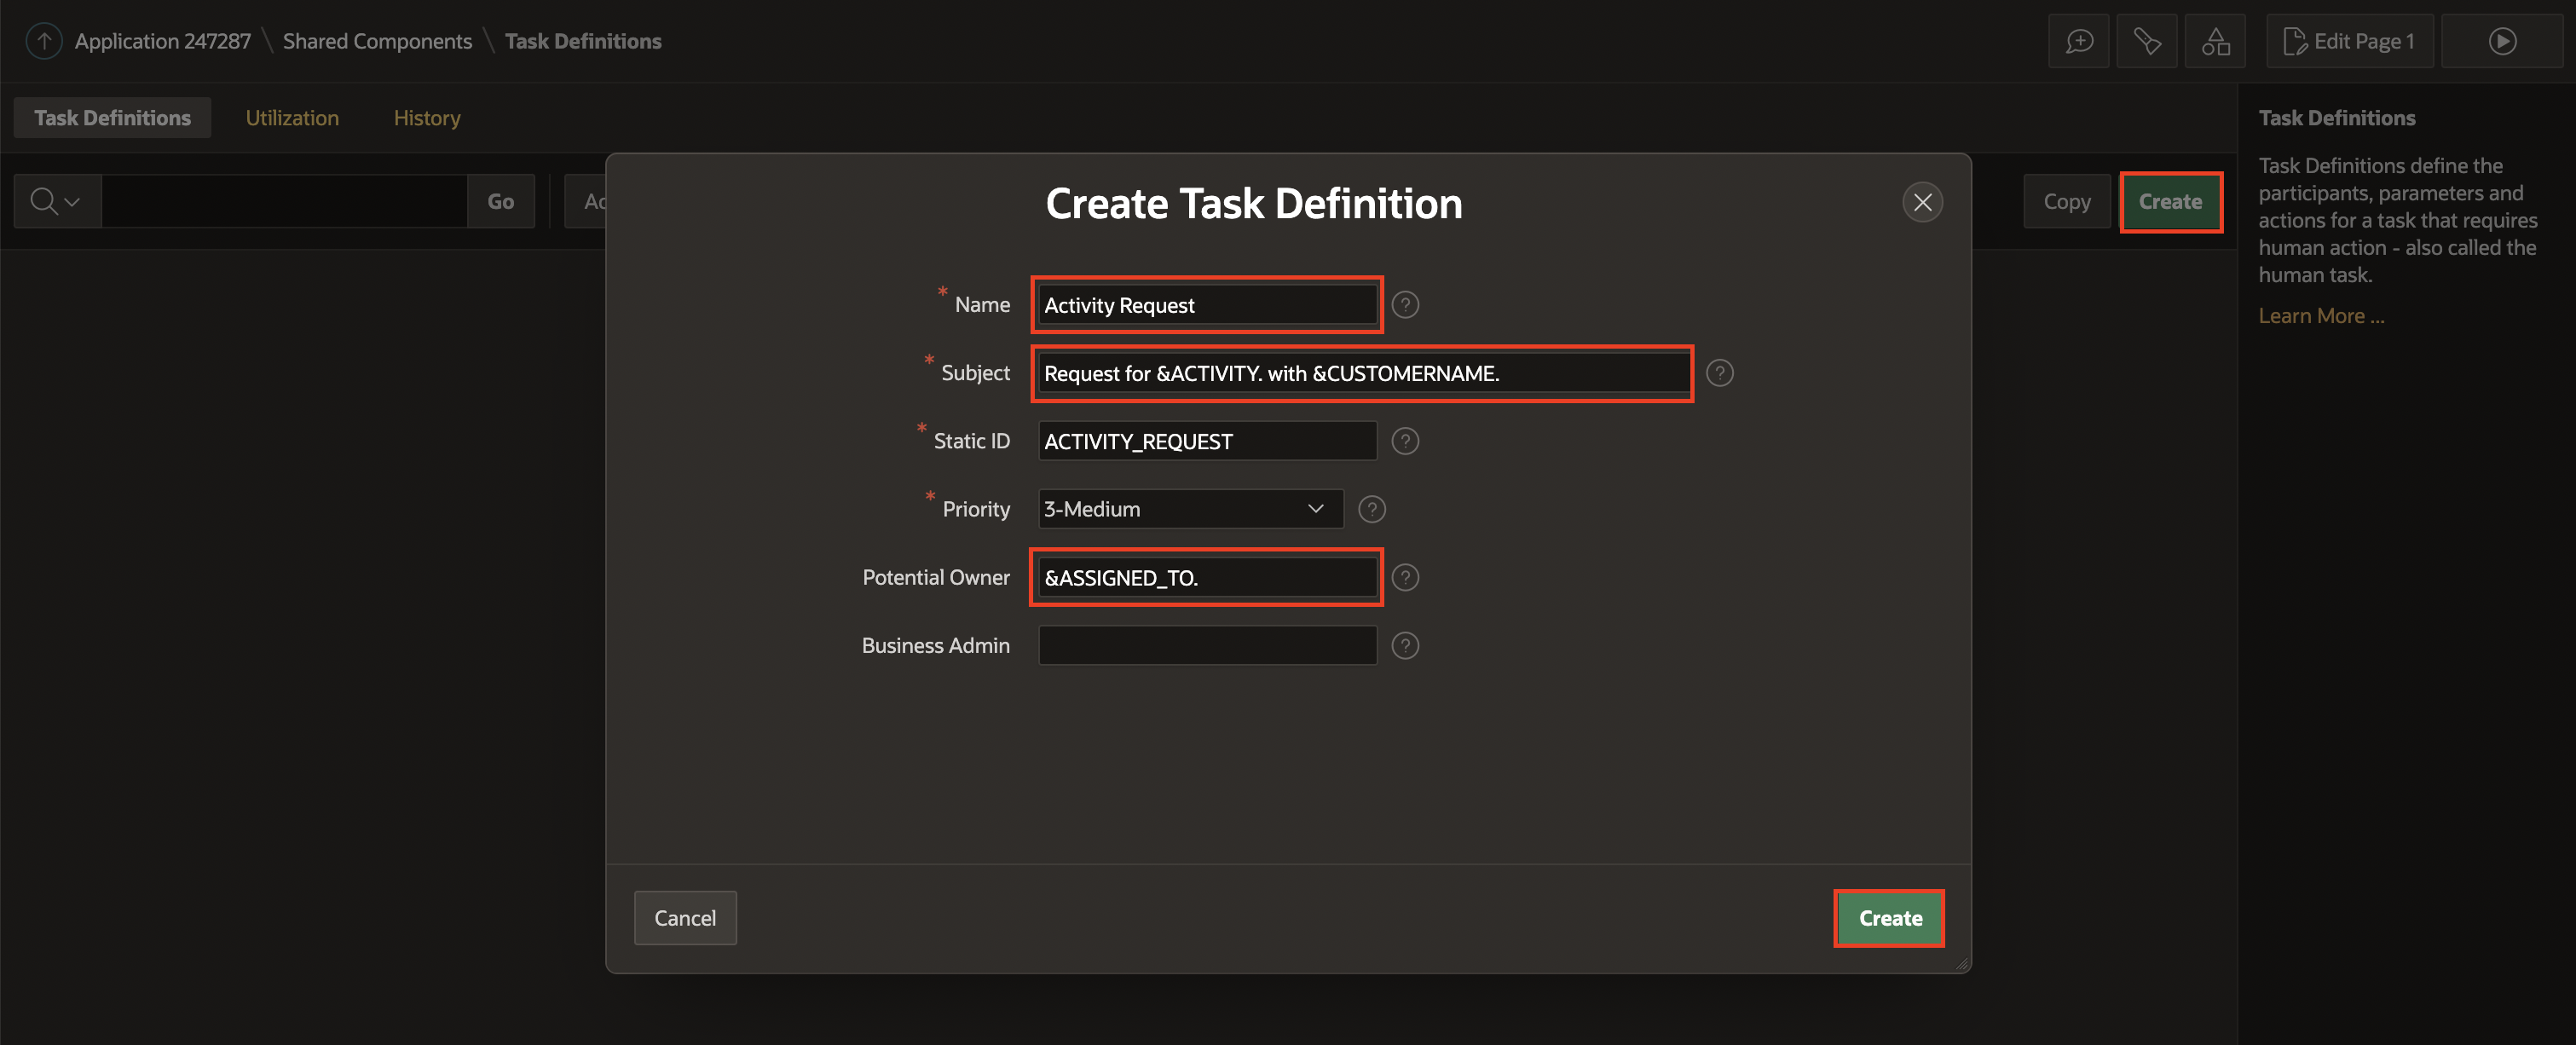 Application 247287 \ Shared Components \ Task Definitions
Edit Page 1
Task Definitions
Utilization
History
Go
Copy
Create
Task Definitions
Task Definitions define the
participants, parameters and
actions for a task that requires
human action - also called the
human task.
Learn More ...
Create Task Definition
* Name
Activity Request
?
* Subject
Request for &ACTIVITY. with &CUSTOMERNAME.
?
* Static ID
ACTIVITY_REQUEST
?
* Priority
3-Medium
?
Potential Owner
&ASSIGNED_TO.
?
Business Admin
?
Cancel
Create